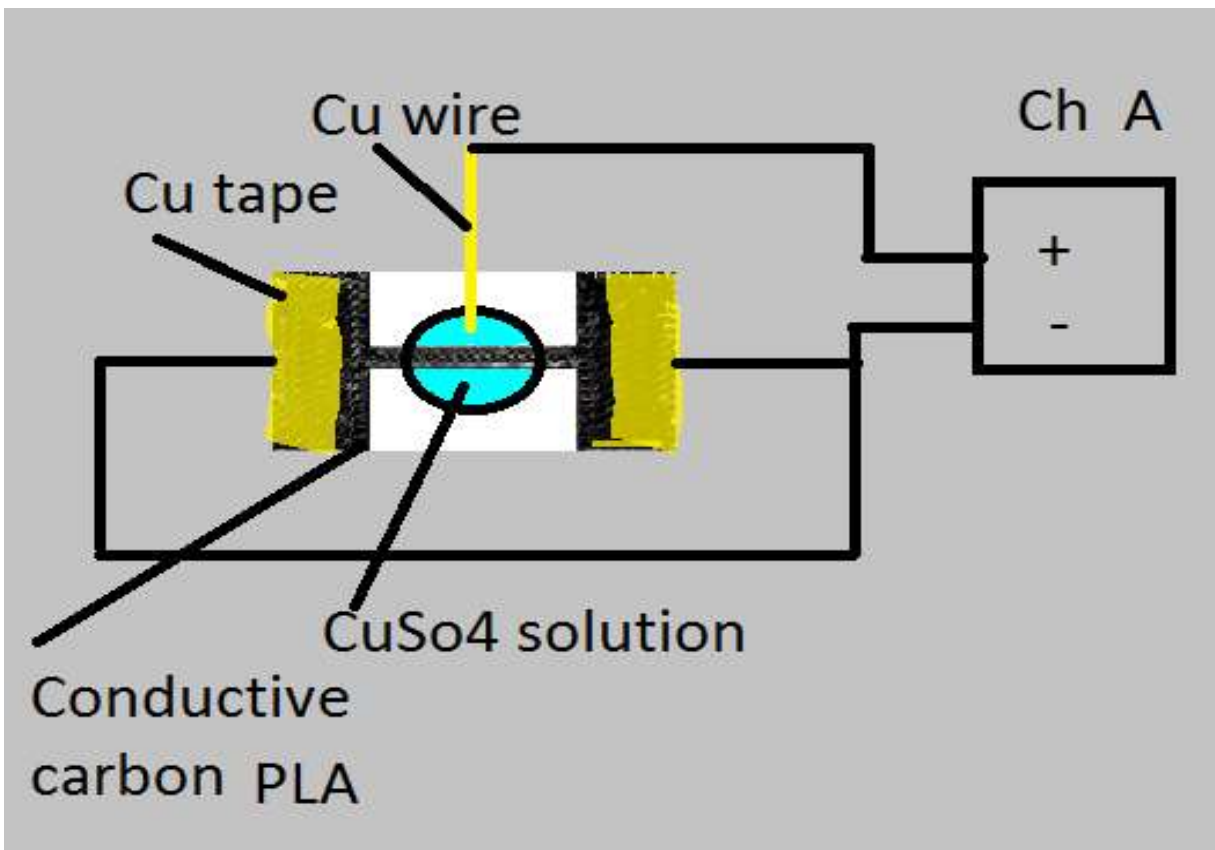 Ch A
Cu wire
Cu tape
+
-
CuSo4 solution
Conductive
carbon PLA